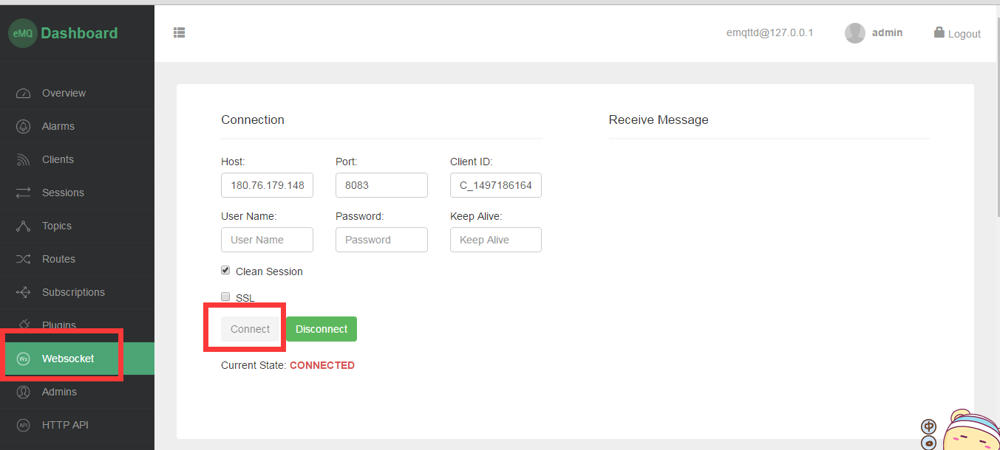 eMQ Dashboard
emqttd@127.0.0.1
admin
Logout
Overview
Alarms
Clients
Sessions
Topics
Routes
Subscriptions
Plugins
Ws Websocket
Admins
API HTTP API
Connection
Host: Port: Client ID:
180.76.179.148 8083 C_1497186164
User Name: Password: Keep Alive:
User Name Password Keep Alive
Clean Session
SSL
Connect Disconnect
Current State: CONNECTED
Receive Message
中